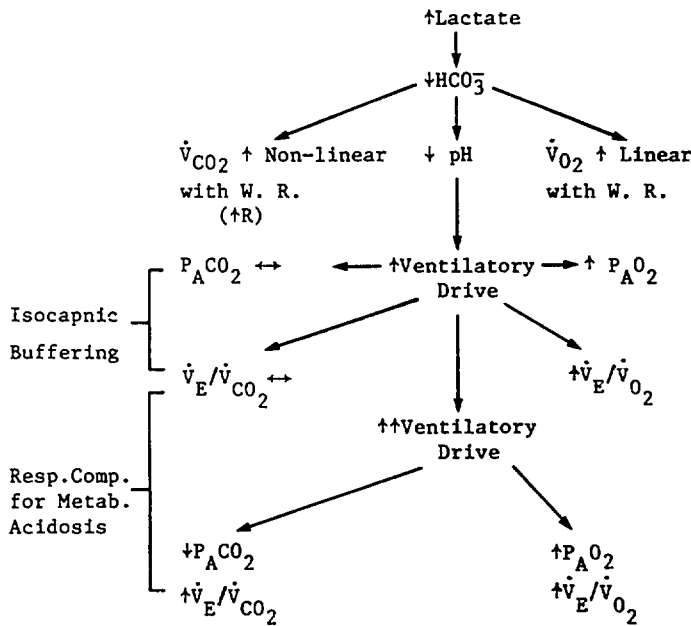 ↑Lactate
↓HCO₃⁻
V̇CO₂ ↑ Non-linear
with W. R.
(↑R)
↓ pH
V̇O₂ ↑ Linear
with W. R.
Isocapnic
Buffering
PACO₂ ↔
↑Ventilatory
Drive
↑ PAO₂
V̇E/V̇CO₂↔
↑V̇E/V̇O₂
↑↑Ventilatory
Drive
Resp.Comp.
for Metab.
Acidosis
↓PACO₂
↑V̇E/V̇CO₂
↑PAO₂
↑V̇E/V̇O₂